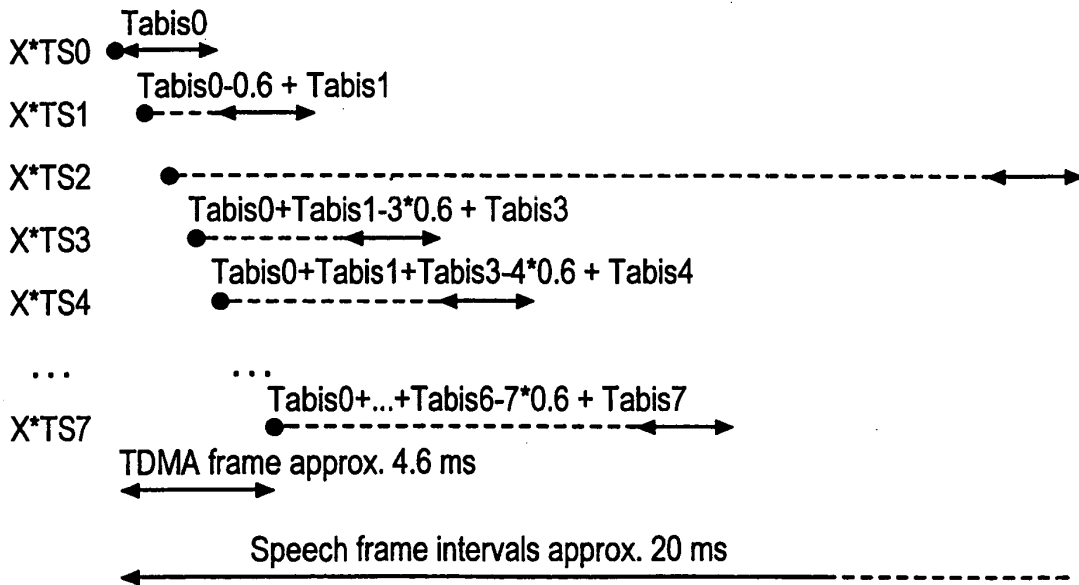 Tabis0
X*TS0
Tabis0-0.6 + Tabis1
X*TS1
X*TS2
Tabis0+Tabis1-3*0.6 + Tabis3
X*TS3
Tabis0+Tabis1+Tabis3-4*0.6 + Tabis4
X*TS4
... ...
Tabis0+...+Tabis6-7*0.6 + Tabis7
X*TS7
TDMA frame approx. 4.6 ms
Speech frame intervals approx. 20 ms